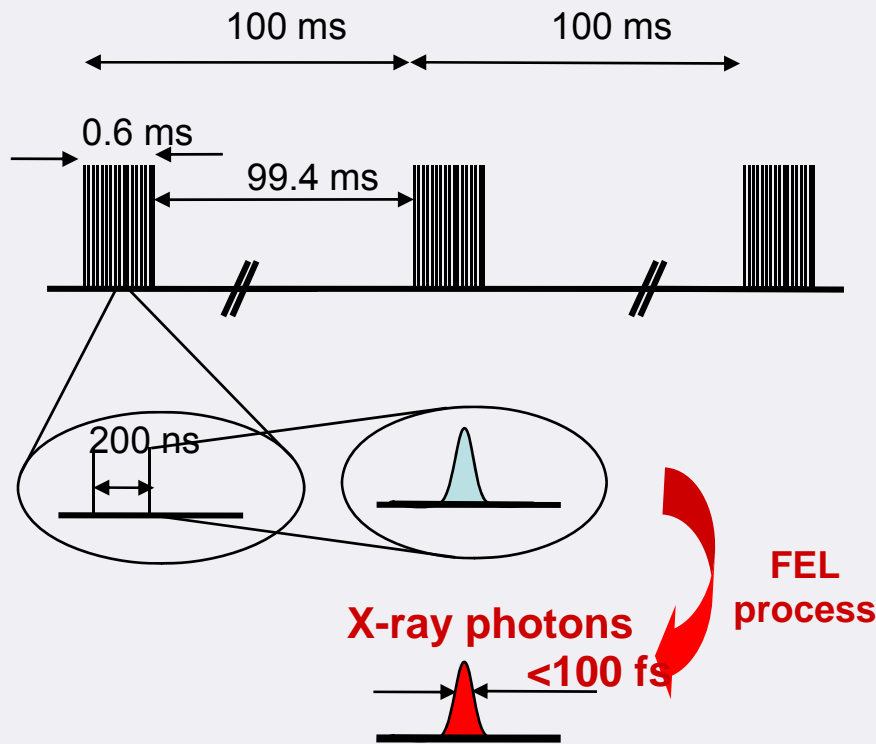 100 ms
100 ms
0.6 ms
99.4 ms
200 ns
FEL
process
X-ray photons
<100 fs